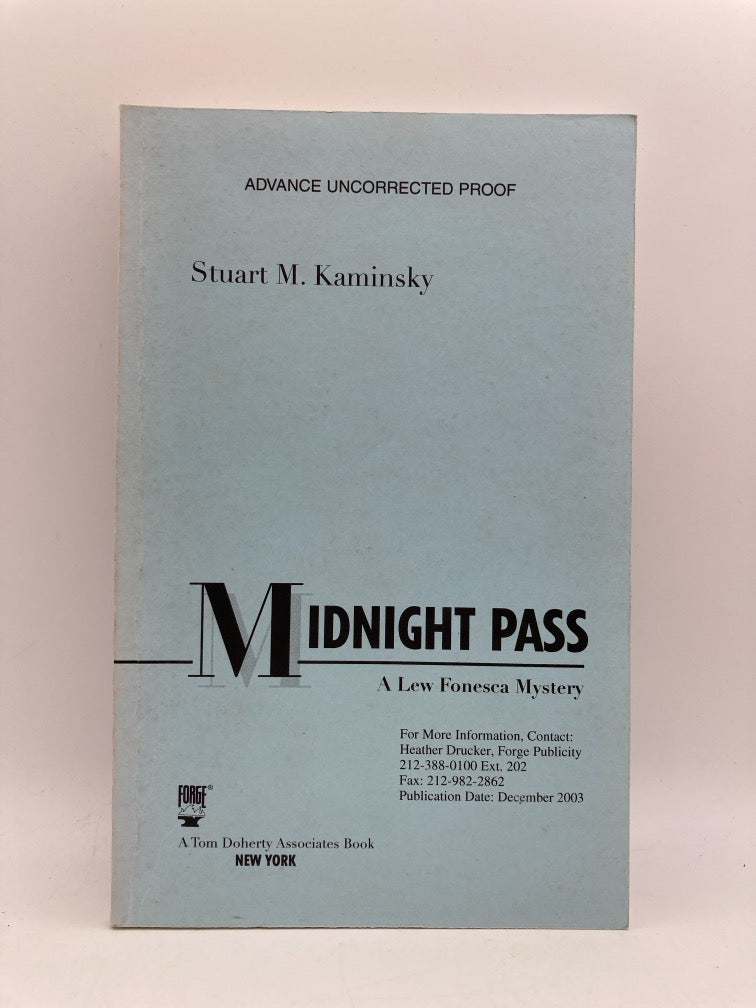 ADVANCE UNCORRECTED PROOF
Stuart M. Kaminsky
MIDNIGHT PASS
A Lew Fonesca Mystery
For More Information, Contact:
Heather Drucker, Forge Publicity
212-388-0100 Ext. 202
Fax: 212-982-2862
Publication Date: December 2003
FORGE®
A Tom Doherty Associates Book
NEW YORK